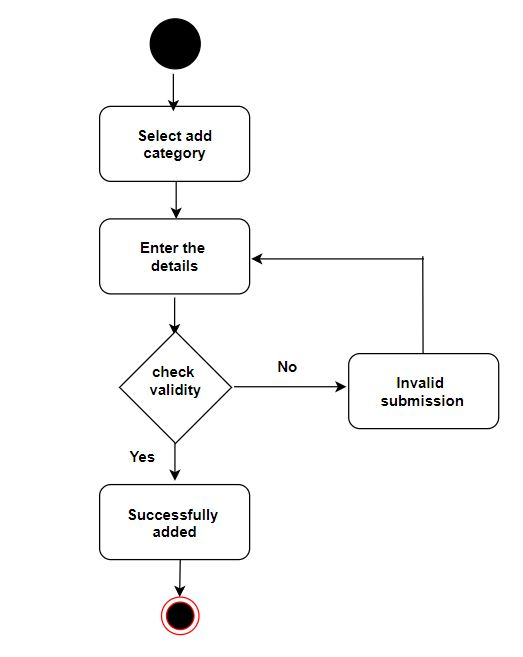 Select add
category
Enter the
details
check
validity
No
Invalid
submission
Yes
Successfully
added